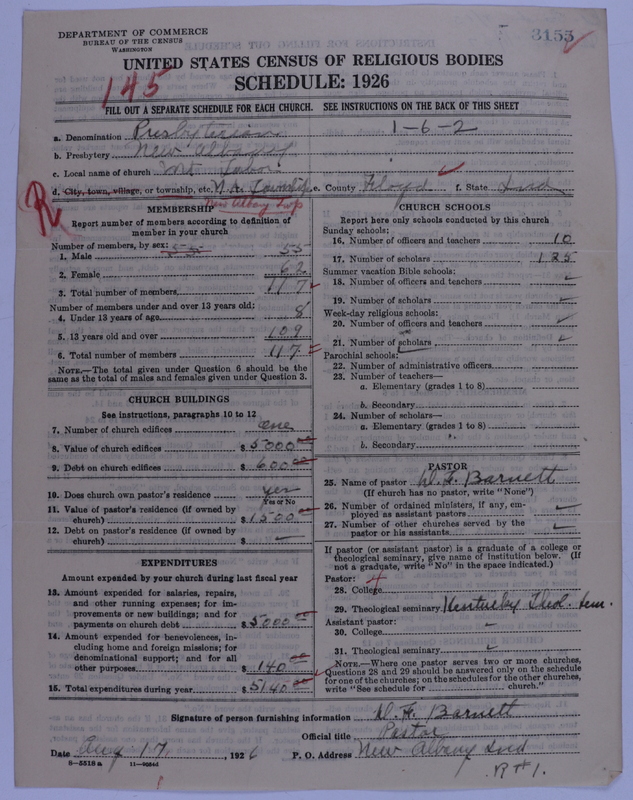 DEPARTMENT OF COMMERCE
BUREAU OF THE CENSUS
WASHINGTON
3155
UNITED STATES CENSUS OF RELIGIOUS BODIES
SCHEDULE: 1926
145
FILL OUT A SEPARATE SCHEDULE FOR EACH CHURCH. SEE INSTRUCTIONS ON THE BACK OF THIS SHEET
a. Denomination Presbyterian 1-6-2
b. Presbytery New Albany
c. Local name of church Mt Tabor
d. City, town, village, or township, etc. N.A. Township e. County Floyd f. State Ind
New Albany Twp
R
MEMBERSHIP
Report number of members according to definition of
member in your church
Number of members, by sex: 55
1. Male 55
2. Female 62
3. Total number of members 117
Number of members under and over 13 years old:
4. Under 13 years of age 8
5. 13 years old and over 109
6. Total number of members 117
NOTE.—The total given under Question 6 should be
same as the total of males and females given under Question 3.
CHURCH BUILDINGS
See instructions, paragraphs 10 to 12
7. Number of church edifices one
8. Value of church edifices $ 5000 00
9. Debt on church edifices $ 600 00
10. Does church own pastor's residence yes
Yes or No
11. Value of pastor's residence (if owned by
church) $ 1500 00
12. Debt on pastor's residence (if owned by
church) $
EXPENDITURES
Amount expended by your church during last fiscal year
13. Amount expended for salaries, repairs,
and other running expenses; for im-
provements or new buildings; and for
payments on church debt $ 5000 00
14. Amount expended for benevolences, in-
cluding home and foreign missions; for
denominational support; and for all
other purposes $ 140 00
15. Total expenditures during year $ 5140 00
CHURCH SCHOOLS
Report here only schools conducted by this church
Sunday schools:
16. Number of officers and teachers 10
17. Number of scholars 125
Summer vacation Bible schools:
18. Number of officers and teachers
19. Number of scholars
Week-day religious schools:
20. Number of officers and teachers
21. Number of scholars
Parochial schools:
22. Number of administrative officers
23. Number of teachers—
a. Elementary (grades 1 to 8)
b. Secondary
24. Number of scholars—
a. Elementary (grades 1 to 8)
b. Secondary
PASTOR
25. Name of pastor W. F. Barnett
(If church has no pastor, write "None")
26. Number of ordained ministers, if any, em-
ployed as assistant pastors
27. Number of other churches served by the
pastor or his assistants
If pastor (or assistant pastor) is a graduate of a college or
theological seminary, give name of institution below. (If
not a graduate, write "No" in the space indicated.)
Pastor: 4
28. College
29. Theological seminary Kentucky Theol. Sem.
Assistant pastor:
30. College
31. Theological seminary
NOTE.—Where one pastor serves two or more churches,
Questions 28 and 29 should be answered only on the schedule
for one of the churches; on the schedules for the other churches,
write "See schedule for church."
Signature of person furnishing information W. F. Barnett
Official title Pastor
Date Aug 17, 1926 P. O. Address New Albany Ind
R#1.
8—5518 a